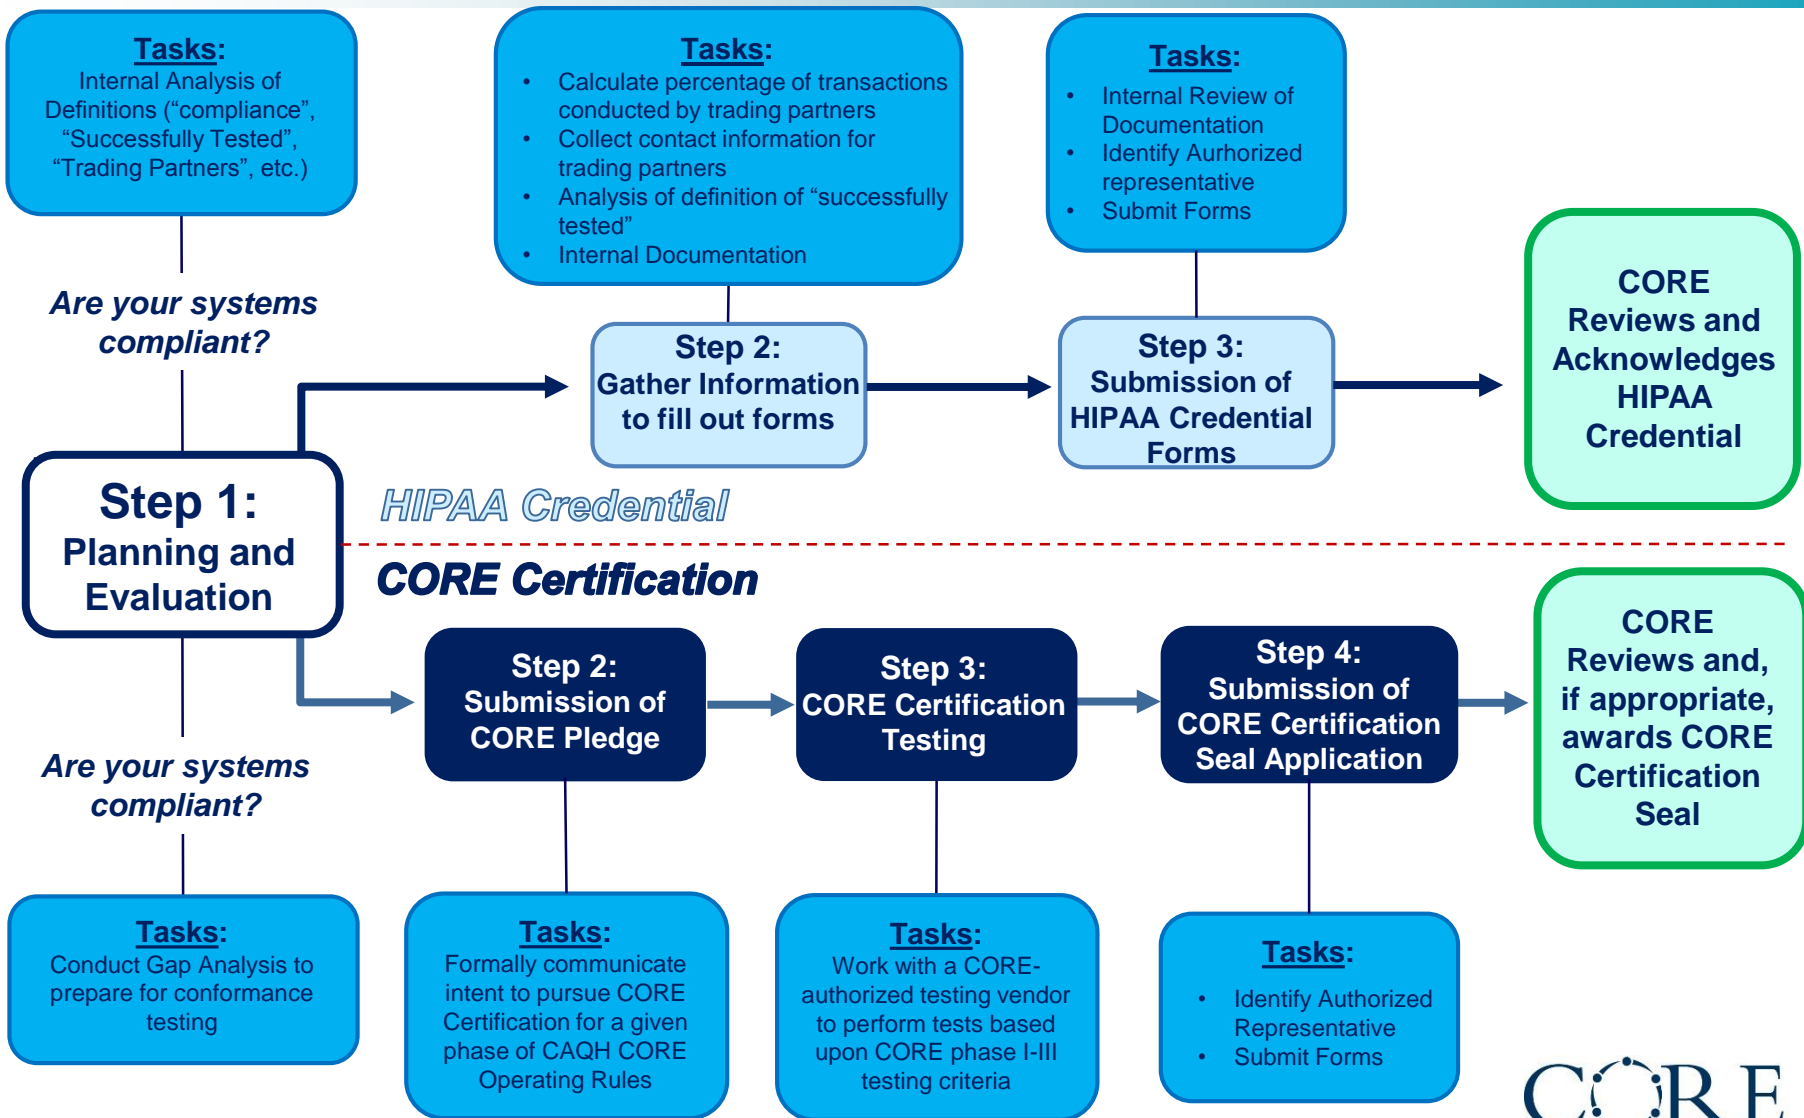 Tasks:
Internal Analysis of
Definitions (“compliance”,
“Successfully Tested”,
“Trading Partners”, etc.)
Tasks:
• Calculate percentage of transactions
conducted by trading partners
• Collect contact information for
trading partners
• Analysis of definition of “successfully
tested”
• Internal Documentation
Tasks:
• Internal Review of
Documentation
• Identify Aurhorized
representative
• Submit Forms
Are your systems
compliant?
Step 2:
Gather Information
to fill out forms
Step 3:
Submission of
HIPAA Credential
Forms
CORE
Reviews and
Acknowledges
HIPAA
Credential
Step 1:
Planning and
Evaluation
HIPAA Credential
CORE Certification
Step 2:
Submission of
CORE Pledge
Step 3:
CORE Certification
Testing
Step 4:
Submission of
CORE Certification
Seal Application
CORE
Reviews and,
if appropriate,
awards CORE
Certification
Seal
Are your systems
compliant?
Tasks:
Conduct Gap Analysis to
prepare for conformance
testing
Tasks:
Formally communicate
intent to pursue CORE
Certification for a given
phase of CAQH CORE
Operating Rules
Tasks:
Work with a CORE-
authorized testing vendor
to perform tests based
upon CORE phase I-III
testing criteria
Tasks:
• Identify Authorized
Representative
• Submit Forms
CORE